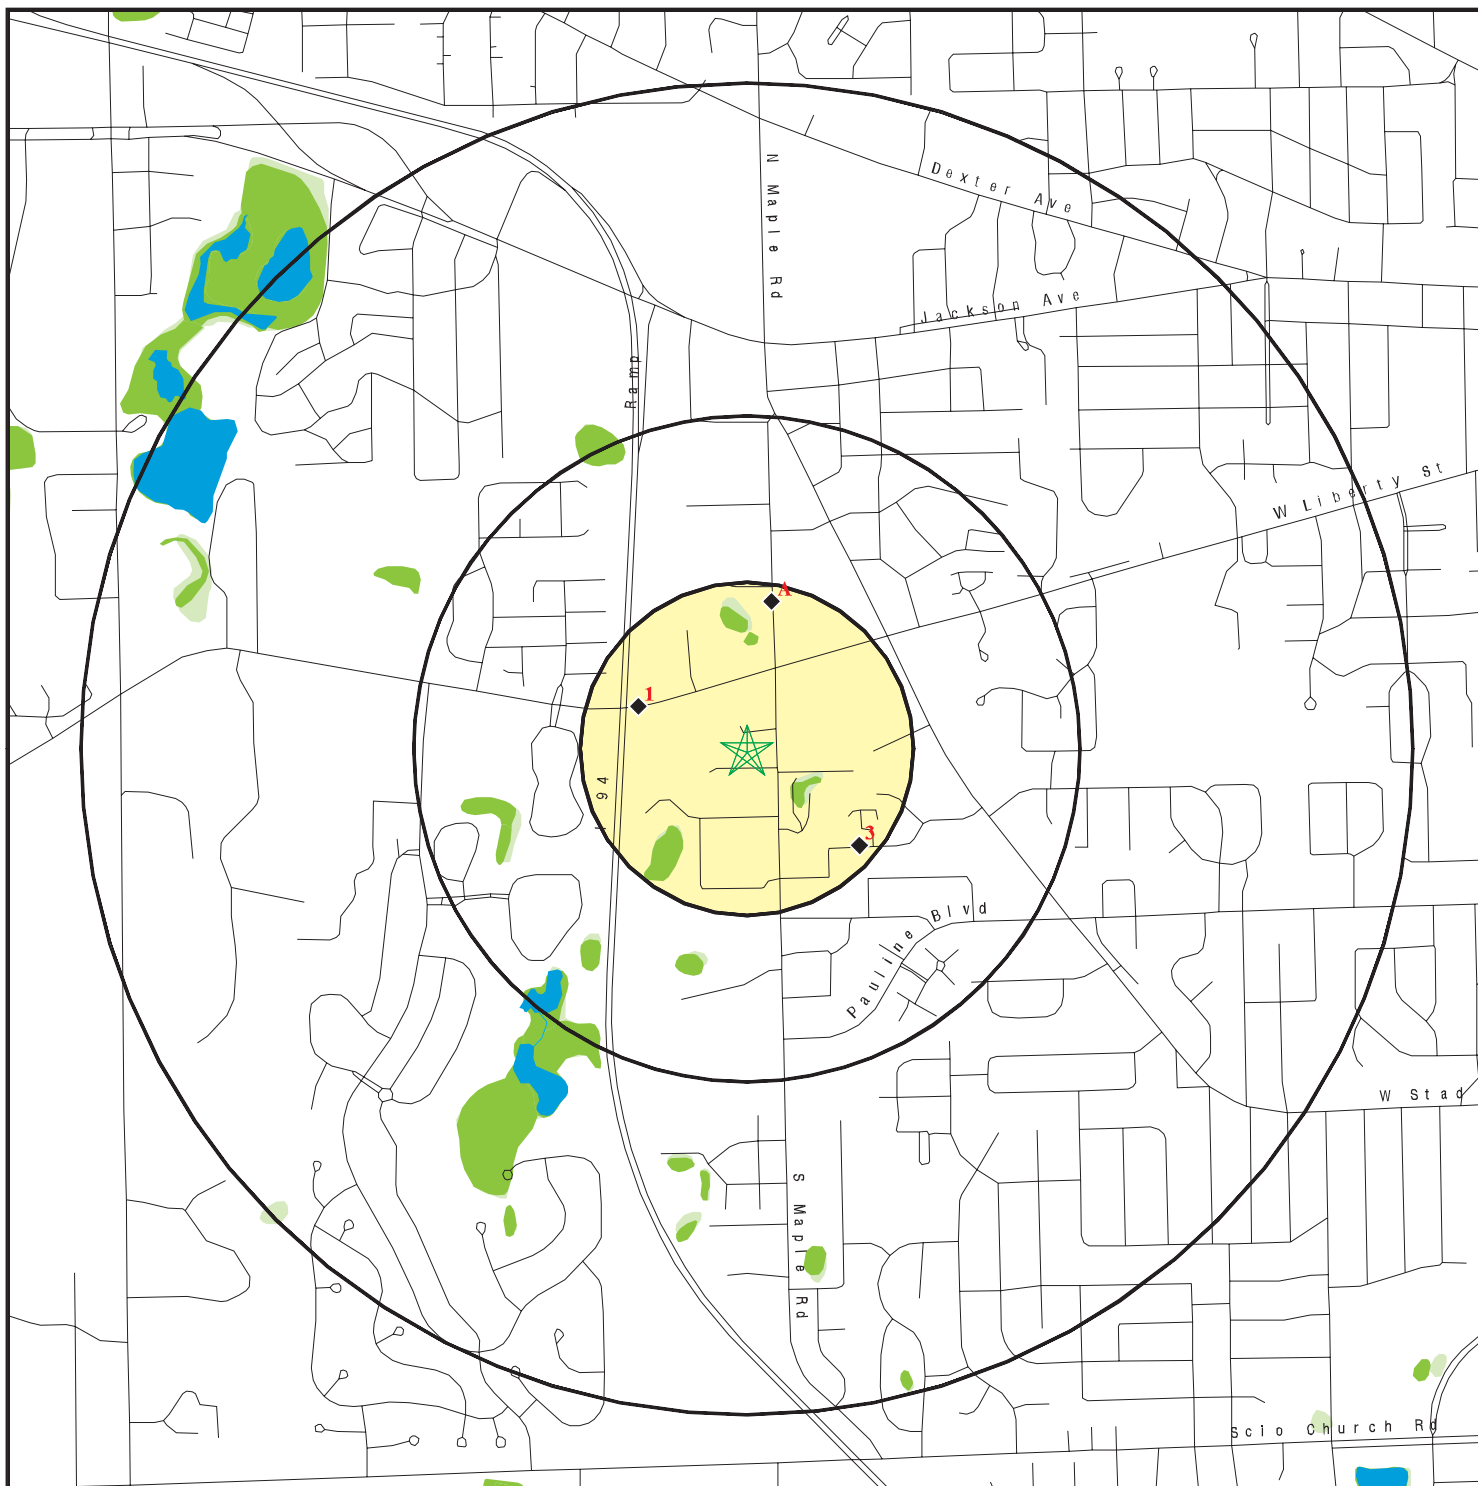 N Maple Rd
Dexter Ave
Jackson Ave
Ramp
W Liberty St
A
1
I 94
3
Pauline Blvd
W Stad
S Maple Rd
Scio Church Rd